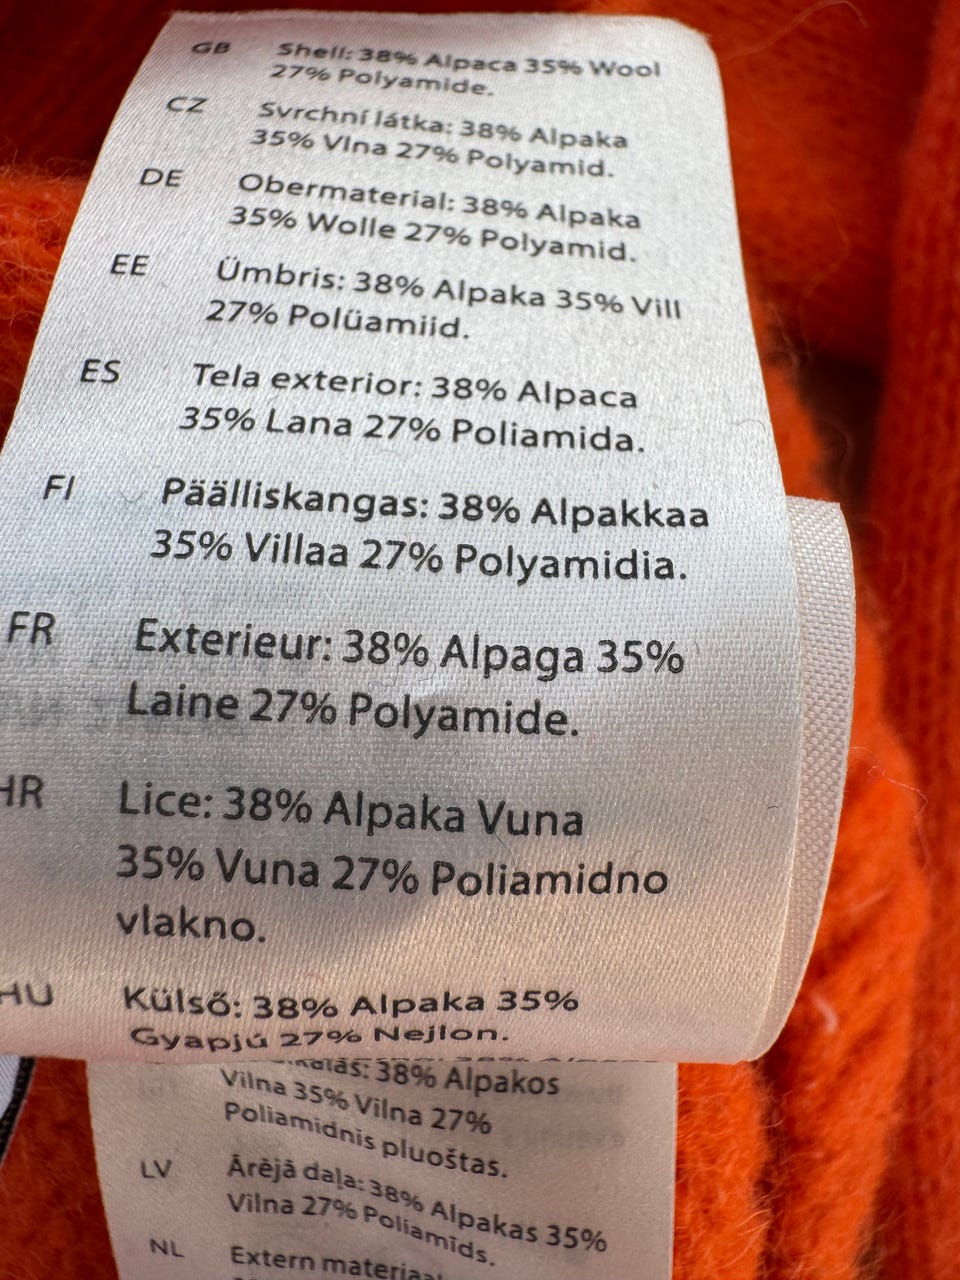 GB Shell: 38% Alpaca 35% Wool
27% Polyamide.
CZ Svrchní látka: 38% Alpaka
35% Vlna 27% Polyamid.
DE Obermaterial: 38% Alpaka
35% Wolle 27% Polyamid.
EE Ümbris: 38% Alpaka 35% Vill
27% Polüamiid.
ES Tela exterior: 38% Alpaca
35% Lana 27% Poliamida.
FI Päälliskangas: 38% Alpakkaa
35% Villaa 27% Polyamidia.
FR Exterieur: 38% Alpaga 35%
Laine 27% Polyamide.
HR Lice: 38% Alpaka Vuna
35% Vuna 27% Poliamidno
vlakno.
HU Külső: 38% Alpaka 35%
Gyapjú 27% Nejlon.
38% Alpakos
Vilna 35% Vilna 27%
Poliamidnis pluoštas.
LV Ārējā daļa: 38% Alpakas 35%
Vilna 27% Poliamīds.
NL Extern materiaal